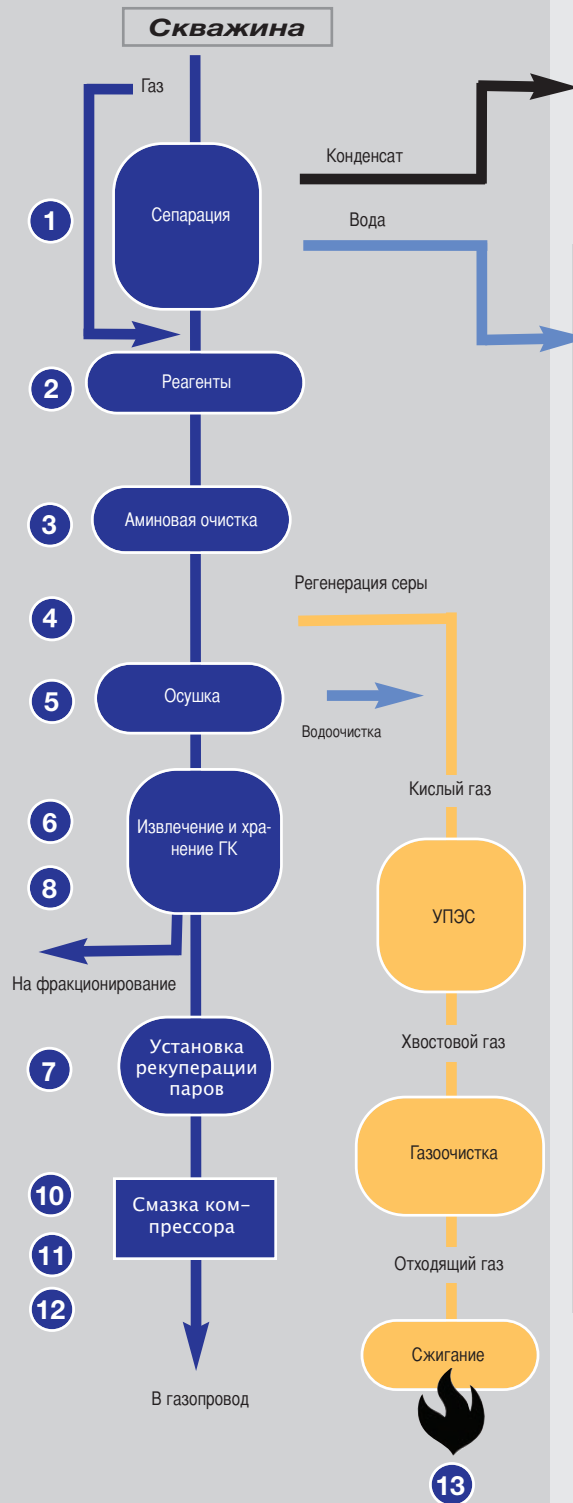 Скважина
Газ
Конденсат
1
Сепарация
Вода
2
Реагенты
3
Аминовая очистка
Регенерация серы
4
5
Осушка
Водоочистка
Кислый газ
6
Извлечение и хра-
нение ГК
8
УПЭС
На фракционирование
Хвостовой газ
7
Установка
рекуперации
паров
Газоочистка
10
Смазка ком-
прессора
11
Отходящий газ
12
Сжигание
В газопровод
13